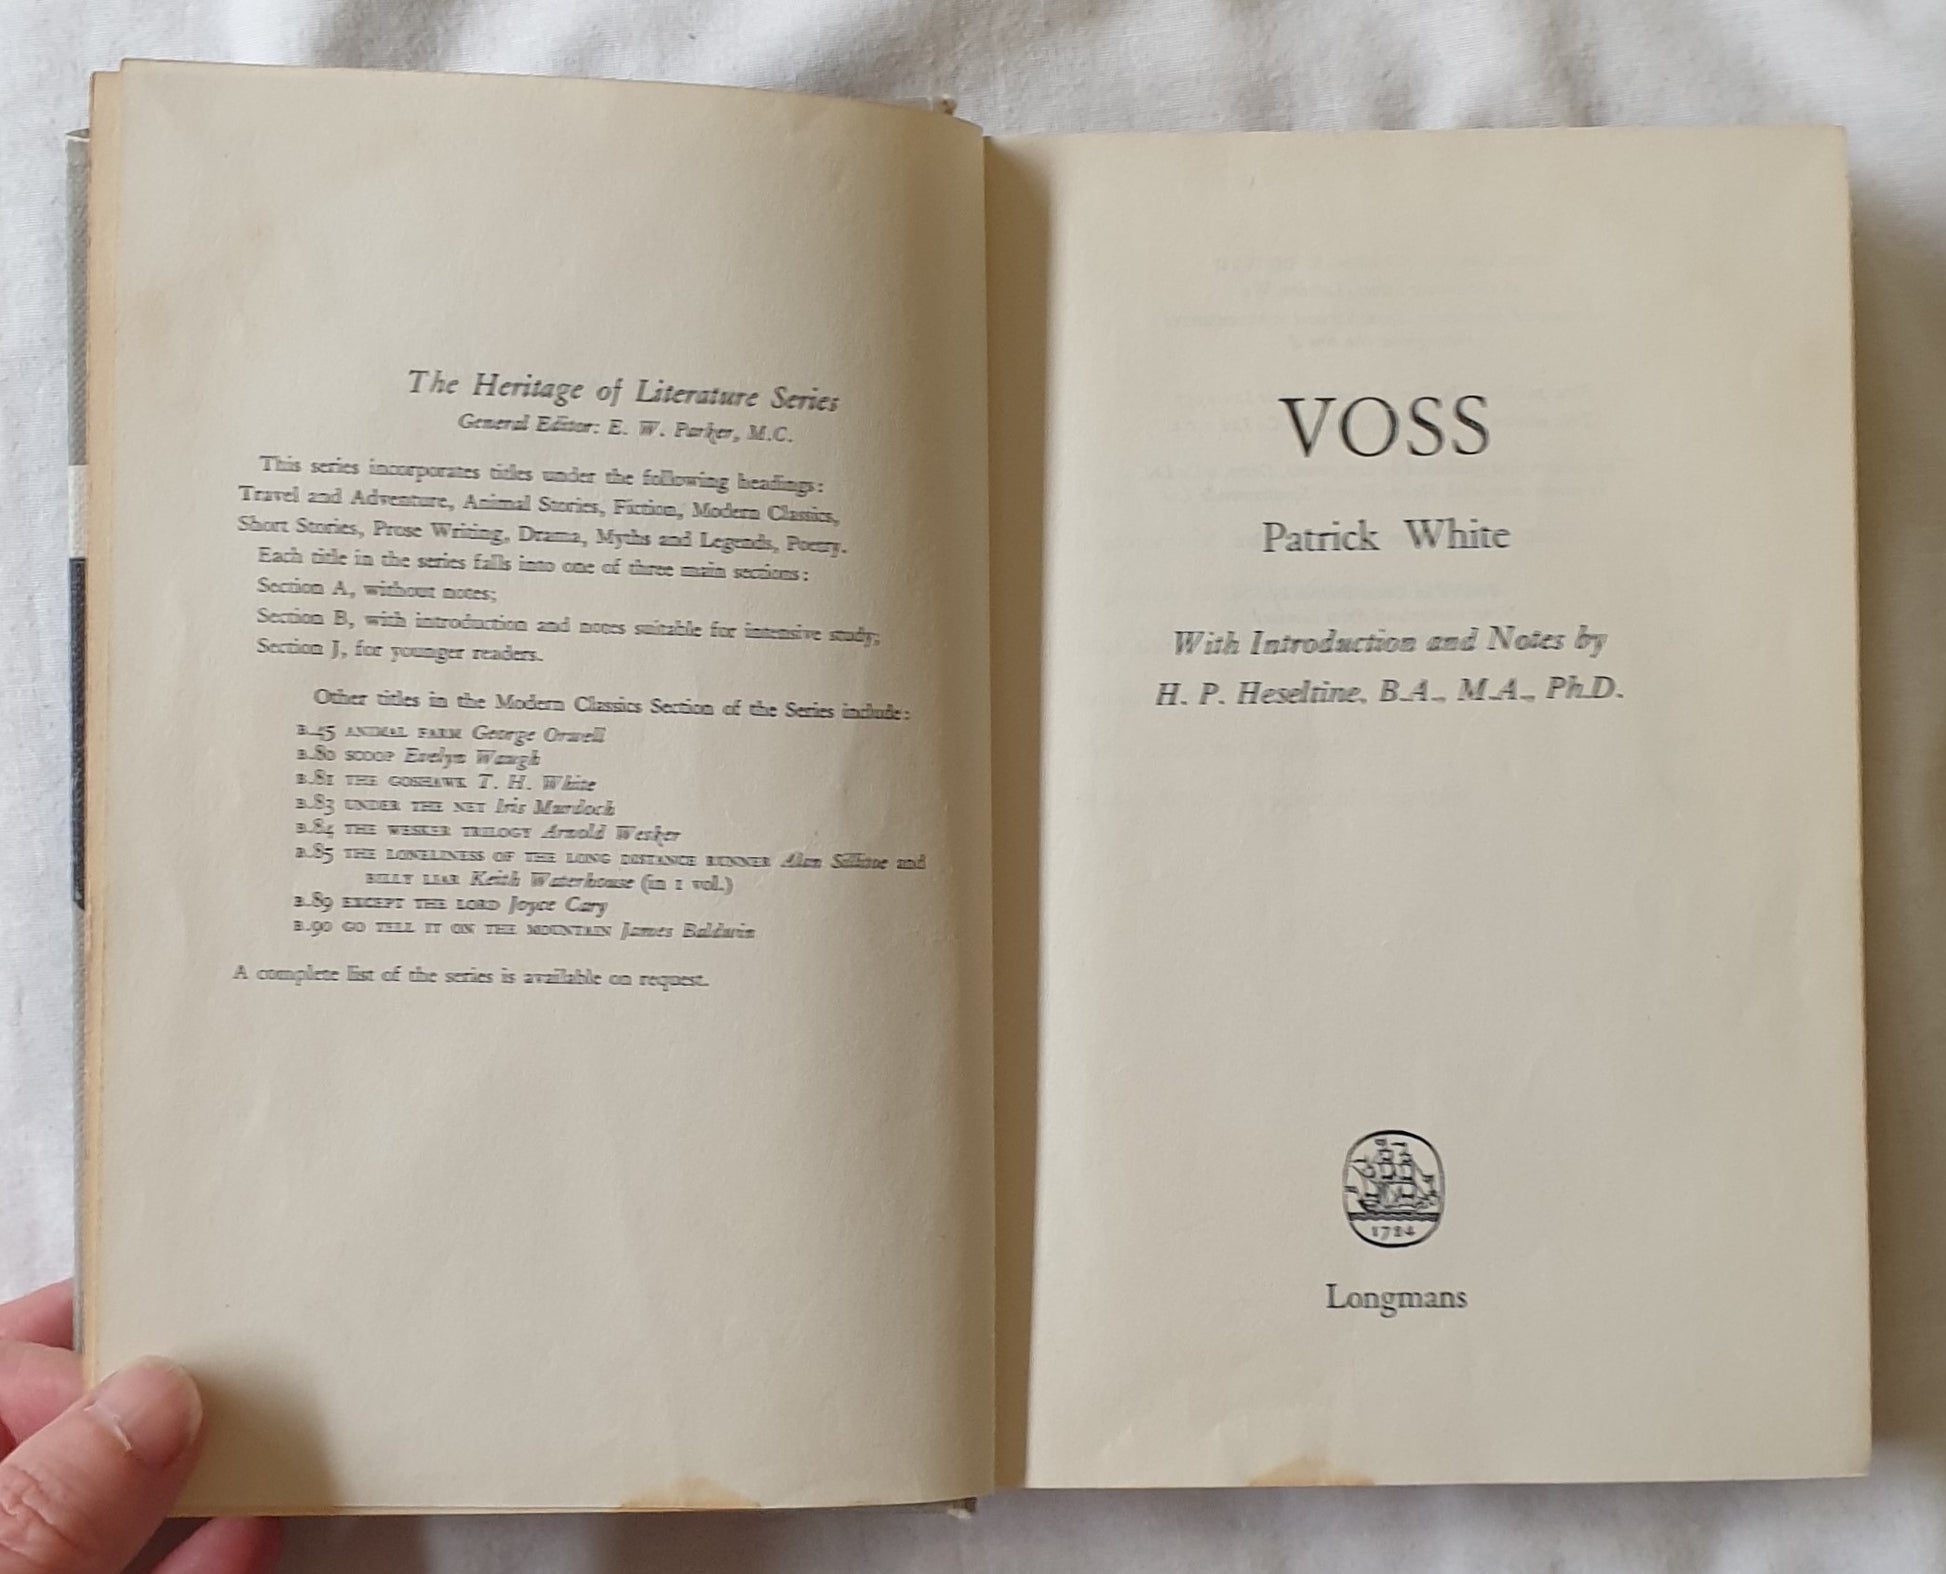 The Heritage of Literature Series
General Editor: E. W. Parker, M.C.
This series incorporates titles under the following headings:
Travel and Adventure, Animal Stories, Fiction, Modern Classics,
Short Stories, Prose Writing, Drama, Myths and Legends, Poetry.
Each title in the series falls into one of three main sections:
Section A, without notes;
Section B, with introduction and notes suitable for intensive study;
Section J, for younger readers.
Other titles in the Modern Classics Section of the Series include:
B.45 ANIMAL FARM George Orwell
B.80 SCOOP Evelyn Waugh
B.81 THE GOSHAWK T. H. White
B.83 UNDER THE NET Iris Murdoch
B.84 THE WESKER TRILOGY Arnold Wesker
B.85 THE LONELINESS OF THE LONG DISTANCE RUNNER Alan Sillitoe and
BILLY LIAR Keith Waterhouse (in 1 vol.)
B.89 EXCEPT THE LORD Joyce Cary
B.90 GO TELL IT ON THE MOUNTAIN James Baldwin
A complete list of the series is available on request.
VOSS
Patrick White
With Introduction and Notes by
H. P. Heseltine, B.A., M.A., Ph.D.
1724
Longmans